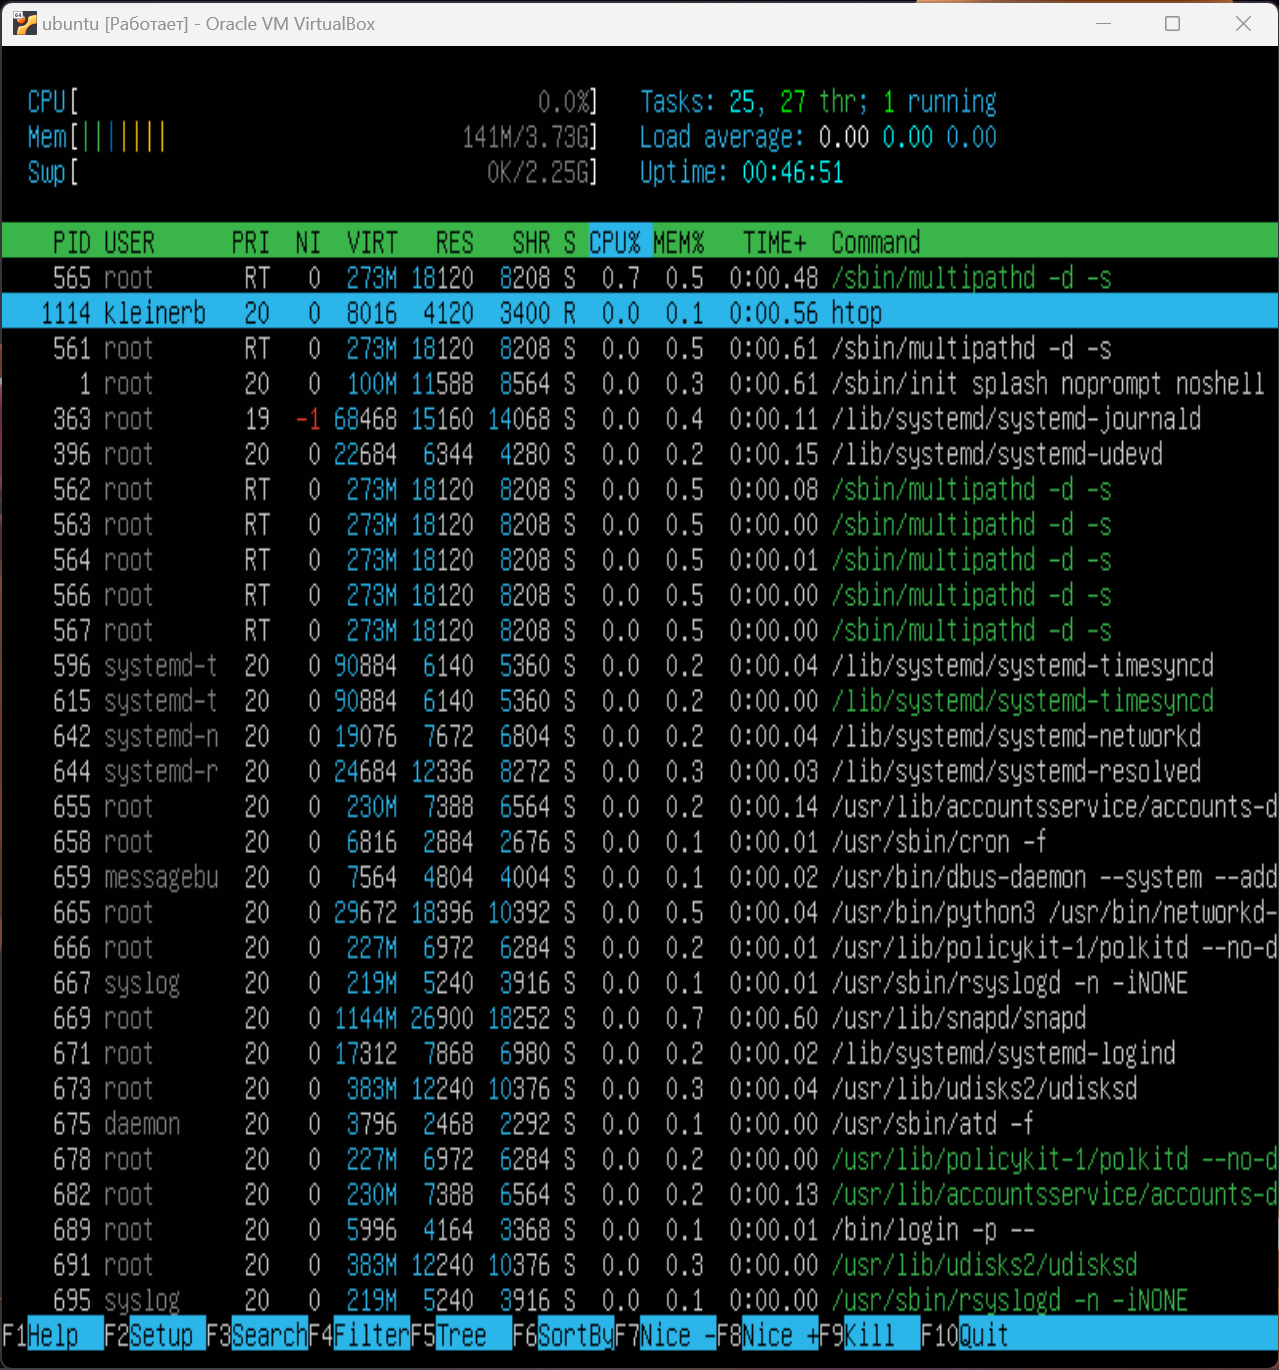 ubuntu [Работает] - Oracle VM VirtualBox
CPU[ 0.0%] Tasks: 25, 27 thr; 1 running
Mem[||||||| 141M/3.73G] Load average: 0.00 0.00 0.00
Swp[ 0K/2.25G] Uptime: 00:46:51
PID USER PRI NI VIRT RES SHR S CPU% MEM% TIME+ Command
565 root RT 0 273M 18120 8208 S 0.7 0.5 0:00.48 /sbin/multipathd -d -s
1114 kleinerb 20 0 8016 4120 3400 R 0.0 0.1 0:00.56 htop
561 root RT 0 273M 18120 8208 S 0.0 0.5 0:00.61 /sbin/multipathd -d -s
1 root 20 0 100M 11588 8564 S 0.0 0.3 0:00.61 /sbin/init splash noprompt noshell
363 root 19 -1 68468 15160 14068 S 0.0 0.4 0:00.11 /lib/systemd/systemd-journald
396 root 20 0 22684 6344 4280 S 0.0 0.2 0:00.15 /lib/systemd/systemd-udevd
562 root RT 0 273M 18120 8208 S 0.0 0.5 0:00.08 /sbin/multipathd -d -s
563 root RT 0 273M 18120 8208 S 0.0 0.5 0:00.00 /sbin/multipathd -d -s
564 root RT 0 273M 18120 8208 S 0.0 0.5 0:00.00 /sbin/multipathd -d -s
566 root RT 0 273M 18120 8208 S 0.0 0.5 0:00.00 /sbin/multipathd -d -s
567 root RT 0 273M 18120 8208 S 0.0 0.5 0:00.00 /sbin/multipathd -d -s
596 systemd-t 20 0 90884 6140 5360 S 0.0 0.2 0:00.04 /lib/systemd/systemd-timesyncd
615 systemd-t 20 0 90884 6140 5360 S 0.0 0.2 0:00.00 /lib/systemd/systemd-timesyncd
642 systemd-n 20 0 19076 7672 6804 S 0.0 0.2 0:00.04 /lib/systemd/systemd-networkd
644 systemd-r 20 0 24684 12336 8272 S 0.0 0.3 0:00.03 /lib/systemd/systemd-resolved
655 root 20 0 230M 7388 6564 S 0.0 0.2 0:00.14 /usr/lib/accountsservice/accounts-d
658 root 20 0 6816 2884 2676 S 0.0 0.1 0:00.01 /usr/sbin/cron -f
659 messagebu 20 0 7564 4804 4004 S 0.0 0.1 0:00.02 /usr/bin/dbus-daemon --system --add
665 root 20 0 29672 18396 10392 S 0.0 0.5 0:00.04 /usr/bin/python3 /usr/bin/networkd-
666 root 20 0 227M 6972 6284 S 0.0 0.2 0:00.01 /usr/lib/policykit-1/polkitd --no-d
667 syslog 20 0 219M 5240 3916 S 0.0 0.1 0:00.01 /usr/sbin/rsyslogd -n -iNONE
669 root 20 0 1144M 26900 18252 S 0.0 0.7 0:00.60 /usr/lib/snapd/snapd
671 root 20 0 17312 7868 6980 S 0.0 0.2 0:00.02 /lib/systemd/systemd-logind
673 root 20 0 383M 12240 10376 S 0.0 0.3 0:00.04 /usr/lib/udisks2/udisksd
675 daemon 20 0 3796 2468 2292 S 0.0 0.1 0:00.00 /usr/sbin/atd -f
678 root 20 0 227M 6972 6284 S 0.0 0.2 0:00.00 /usr/lib/policykit-1/polkitd --no-d
682 root 20 0 230M 7388 6564 S 0.0 0.2 0:00.13 /usr/lib/accountsservice/accounts-d
689 root 20 0 5996 4164 3368 S 0.0 0.1 0:00.01 /bin/login -p --
691 root 20 0 383M 12240 10376 S 0.0 0.3 0:00.00 /usr/lib/udisks2/udisksd
695 syslog 20 0 219M 5240 3916 S 0.0 0.1 0:00.00 /usr/sbin/rsyslogd -n -iNONE
F1Help F2Setup F3SearchF4FilterF5Tree F6SortByF7Nice -F8Nice +F9Kill F10Quit